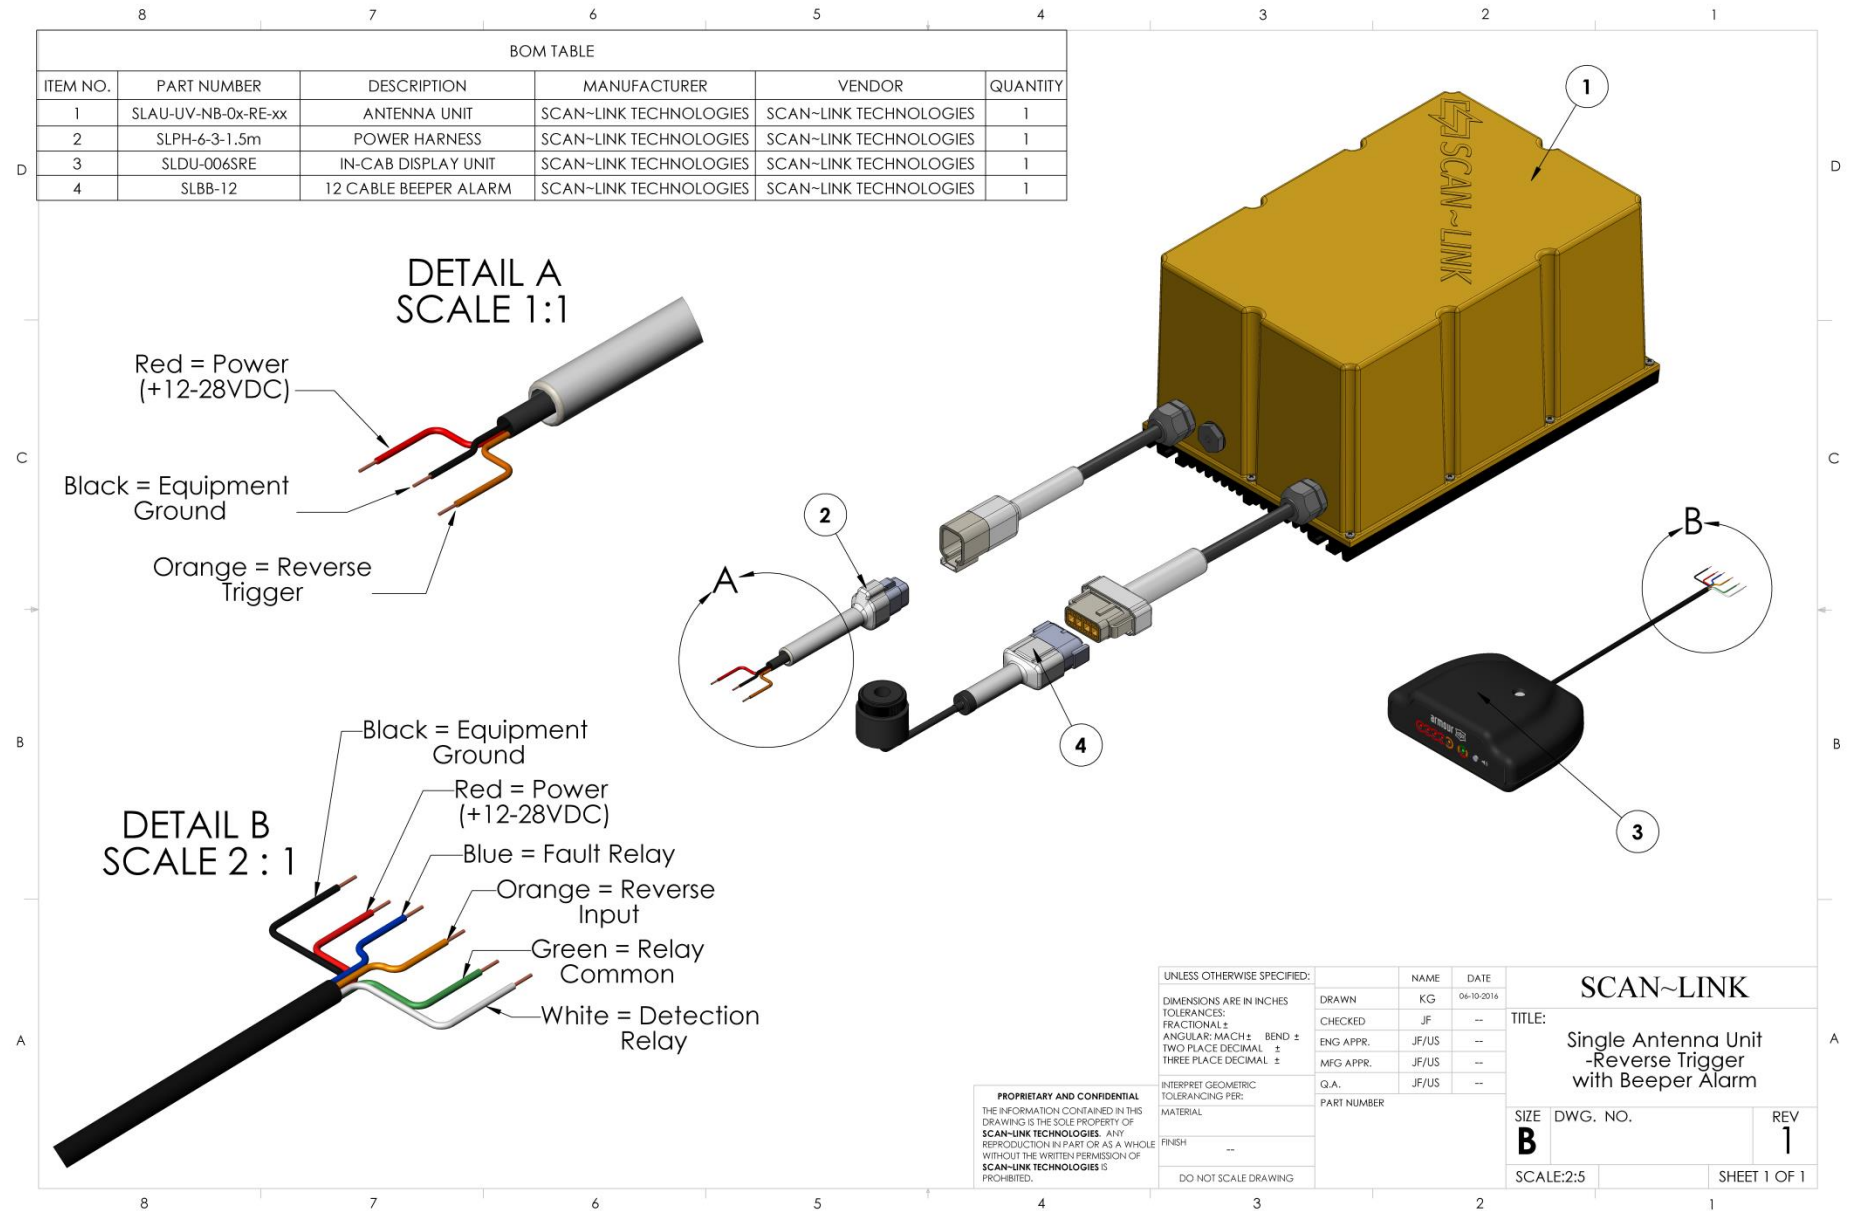 8 7 6 5 4 3 2 1
BOM TABLE
ITEM NO. PART NUMBER DESCRIPTION MANUFACTURER VENDOR QUANTITY
1 SLAU-UV-NB-0x-RE-xx ANTENNA UNIT SCAN~LINK TECHNOLOGIES SCAN~LINK TECHNOLOGIES 1
2 SLPH-6-3-1.5m POWER HARNESS SCAN~LINK TECHNOLOGIES SCAN~LINK TECHNOLOGIES 1
3 SLDU-006SRE IN-CAB DISPLAY UNIT SCAN~LINK TECHNOLOGIES SCAN~LINK TECHNOLOGIES 1
4 SLBB-12 12 CABLE BEEPER ALARM SCAN~LINK TECHNOLOGIES SCAN~LINK TECHNOLOGIES 1
D
D
1
SCAN~LINK
DETAIL A
SCALE 1:1
Red = Power
(+12-28VDC)
Black = Equipment
Ground
Orange = Reverse
Trigger
C
C
2
A
B
4
armour
3
B
B
Black = Equipment
Ground
Red = Power
(+12-28VDC)
DETAIL B
SCALE 2 : 1
Blue = Fault Relay
Orange = Reverse
Input
Green = Relay
Common
White = Detection
Relay
A
A
PROPRIETARY AND CONFIDENTIAL
THE INFORMATION CONTAINED IN THIS
DRAWING IS THE SOLE PROPERTY OF
SCAN~LINK TECHNOLOGIES. ANY
REPRODUCTION IN PART OR AS A WHOLE
WITHOUT THE WRITTEN PERMISSION OF
SCAN~LINK TECHNOLOGIES IS
PROHIBITED.
UNLESS OTHERWISE SPECIFIED:
DIMENSIONS ARE IN INCHES
TOLERANCES:
FRACTIONAL ±
ANGULAR: MACH ± BEND ±
TWO PLACE DECIMAL ±
THREE PLACE DECIMAL ±
INTERPRET GEOMETRIC
TOLERANCING PER:
MATERIAL
FINISH
--
DO NOT SCALE DRAWING
NAME DATE
DRAWN KG 06-10-2016
CHECKED JF --
ENG APPR. JF/US --
MFG APPR. JF/US --
Q.A. JF/US --
PART NUMBER
SCAN~LINK
TITLE:
Single Antenna Unit
-Reverse Trigger
with Beeper Alarm
SIZE DWG. NO. REV
B 1
SCALE:2:5 SHEET 1 OF 1
8 7 6 5 4 3 2 1